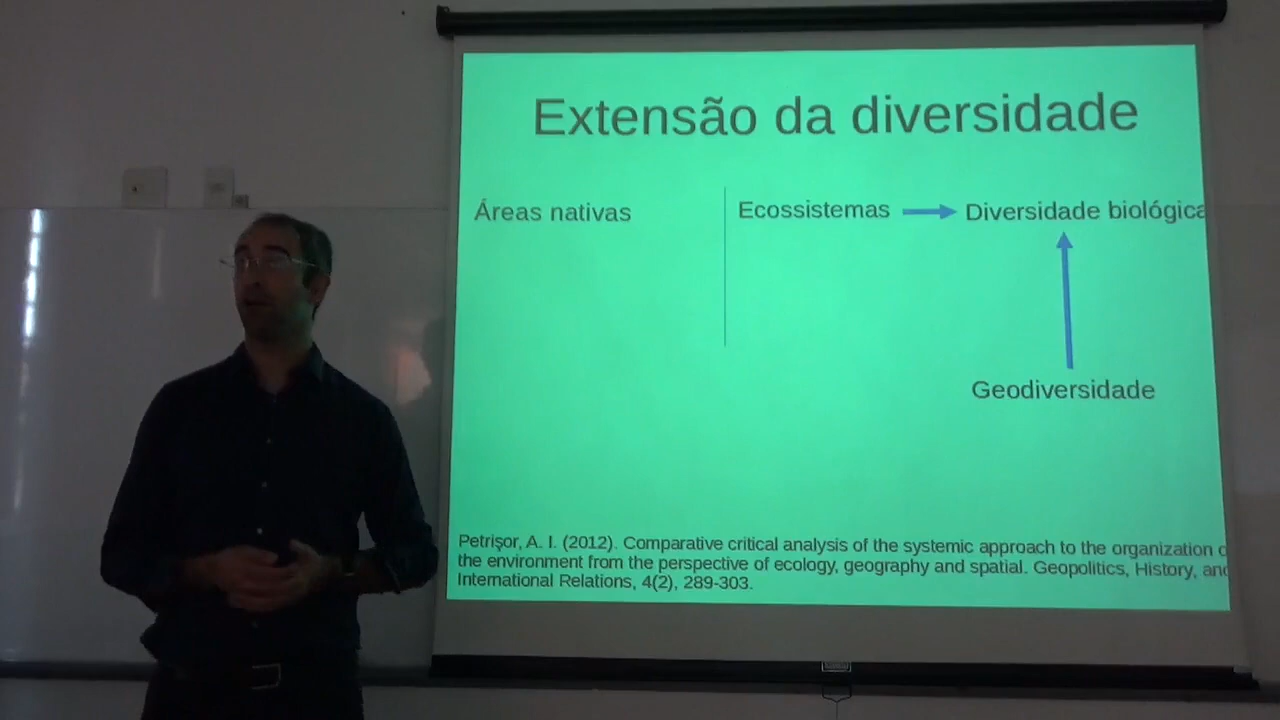 Extensão da diversidade
Áreas nativas
Ecossistemas
Diversidade biológica
Geodiversidade
Petrișor, A. I. (2012). Comparative critical analysis of the systemic approach to the organization
the environment from the perspective of ecology, geography and spatial. Geopolitics, History, and
International Relations, 4(2), 289-303.